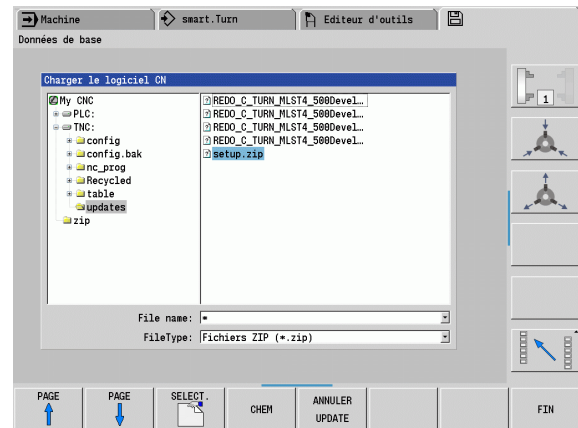 Machine
smart.Turn
Editeur d'outils
Données de base
Charger le logiciel CN
My CNC
PLC:
TNC:
config
config.bak
nc_prog
Recycled
table
updates
zip
REDO_C_TURN_MLST4_500Devel…
REDO_C_TURN_MLST4_500Devel…
REDO_C_TURN_MLST4_500Devel…
REDO_C_TURN_MLST4_500Devel…
setup.zip
File name: *
FileType: Fichiers ZIP (*.zip)
1
PAGE
PAGE
SELECT.
CHEM
ANNULER
UPDATE
FIN